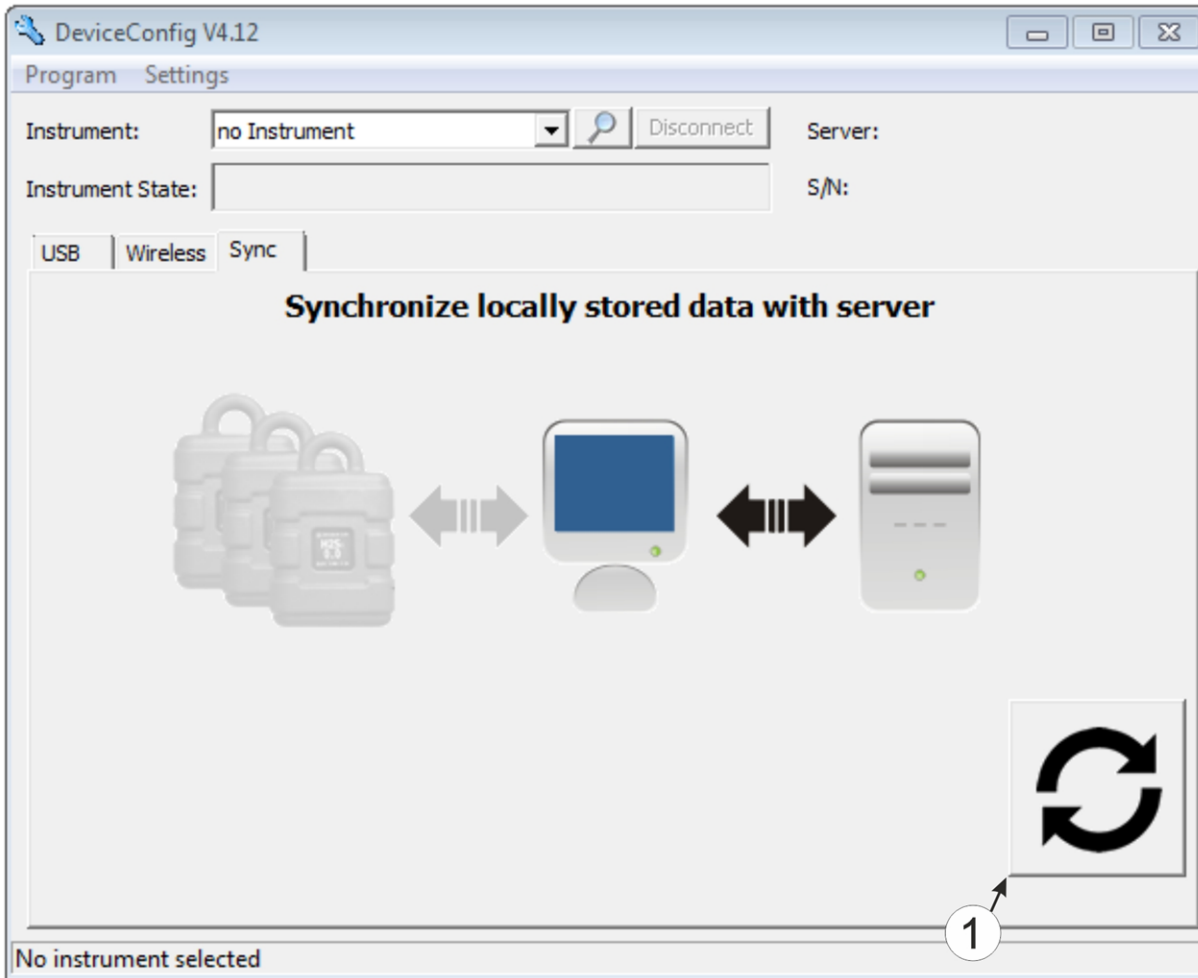 DeviceConfig V4.12
Program Settings
Instrument: no Instrument Disconnect Server:
Instrument State: S/N:
USB Wireless Sync
Synchronize locally stored data with server
1
No instrument selected